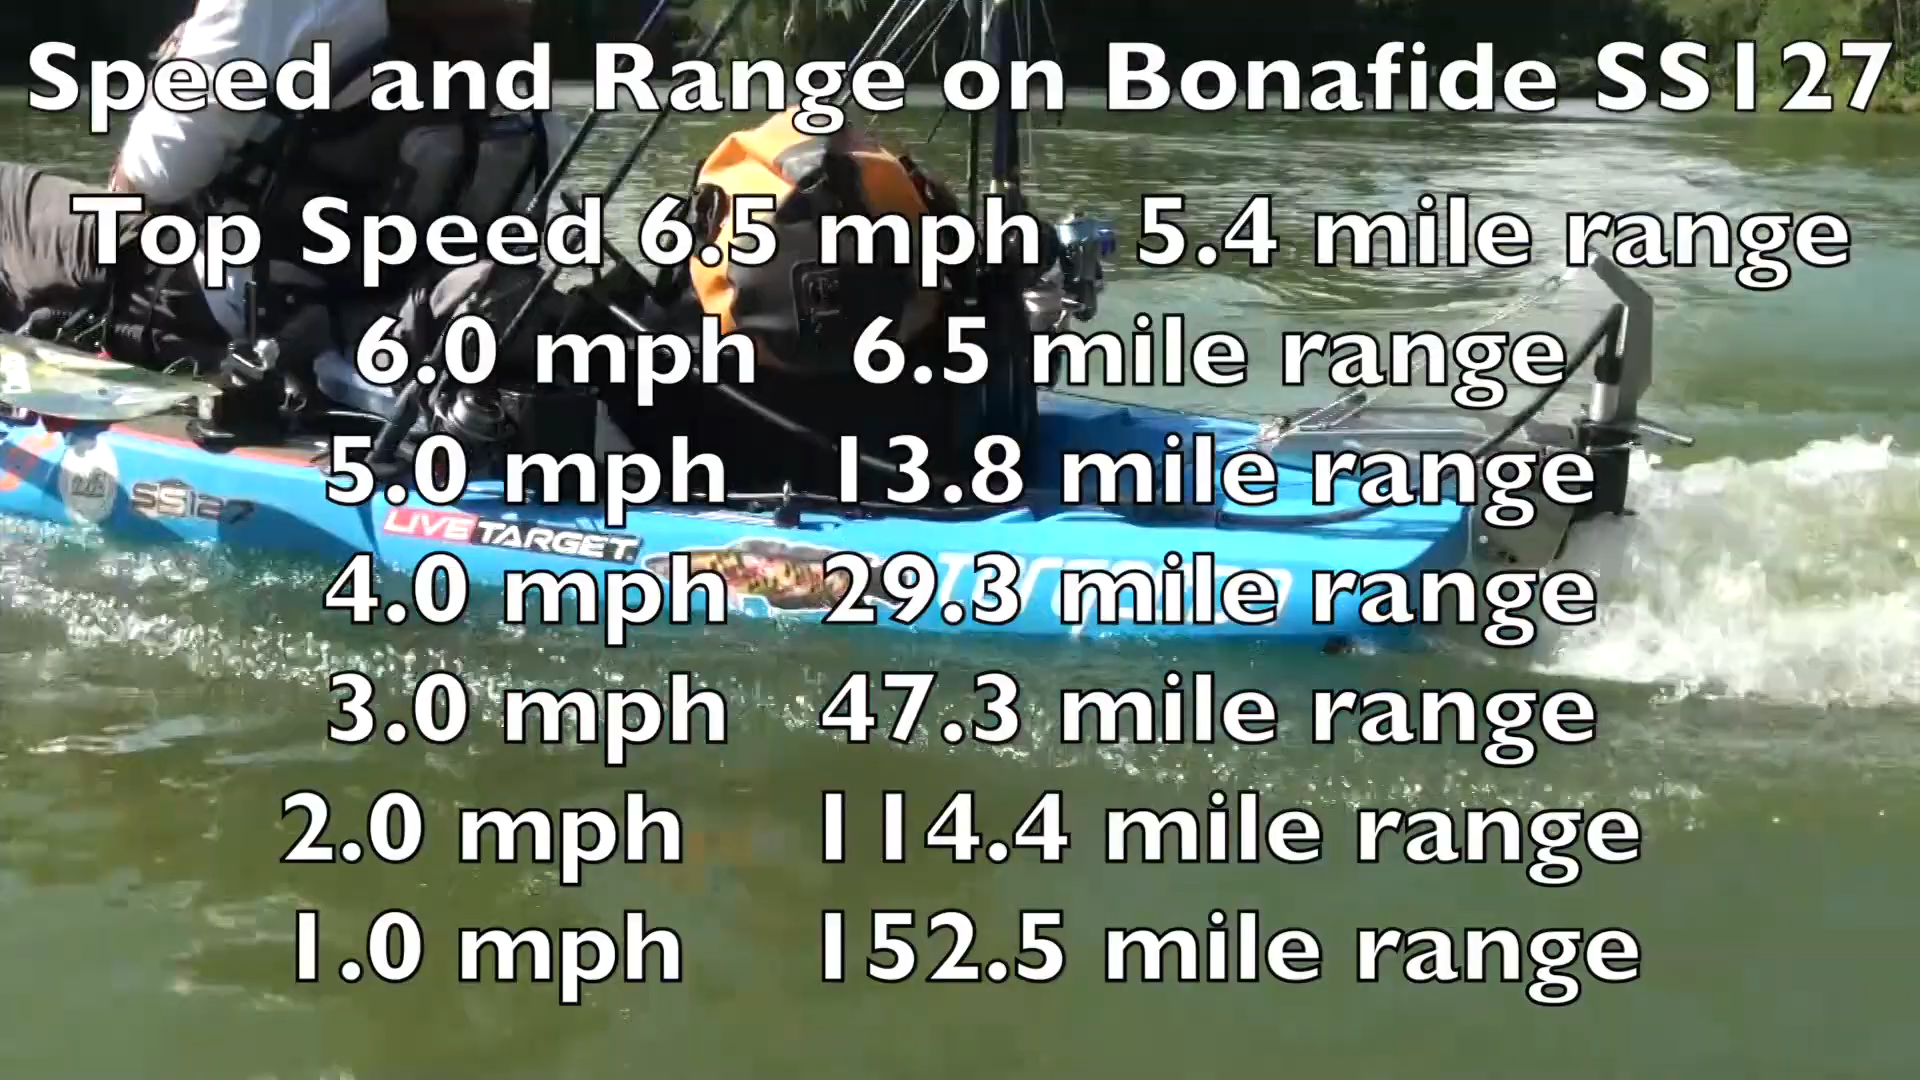 Speed and Range on Bonafide SS127
Top Speed 6.5 mph 5.4 mile range
6.0 mph 6.5 mile range
5.0 mph 13.8 mile range
SS127
LIVETARGET
4.0 mph 29.3 mile range
3.0 mph 47.3 mile range
2.0 mph 114.4 mile range
1.0 mph 152.5 mile range